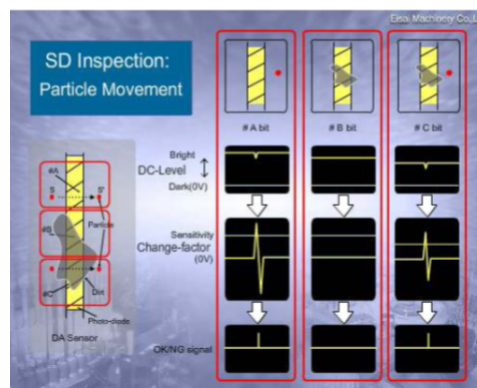 Eisai Machinery Co.,L
SD Inspection:
Particle Movement
# A bit
# B bit
# C bit
Bright
DC-Level
Dark(0V)
Sensitivity
Change-factor
(0V)
OK/NG signal
#A
S
S'
Particle
#B
#C
Dirt
Photo-diode
DA Sensor